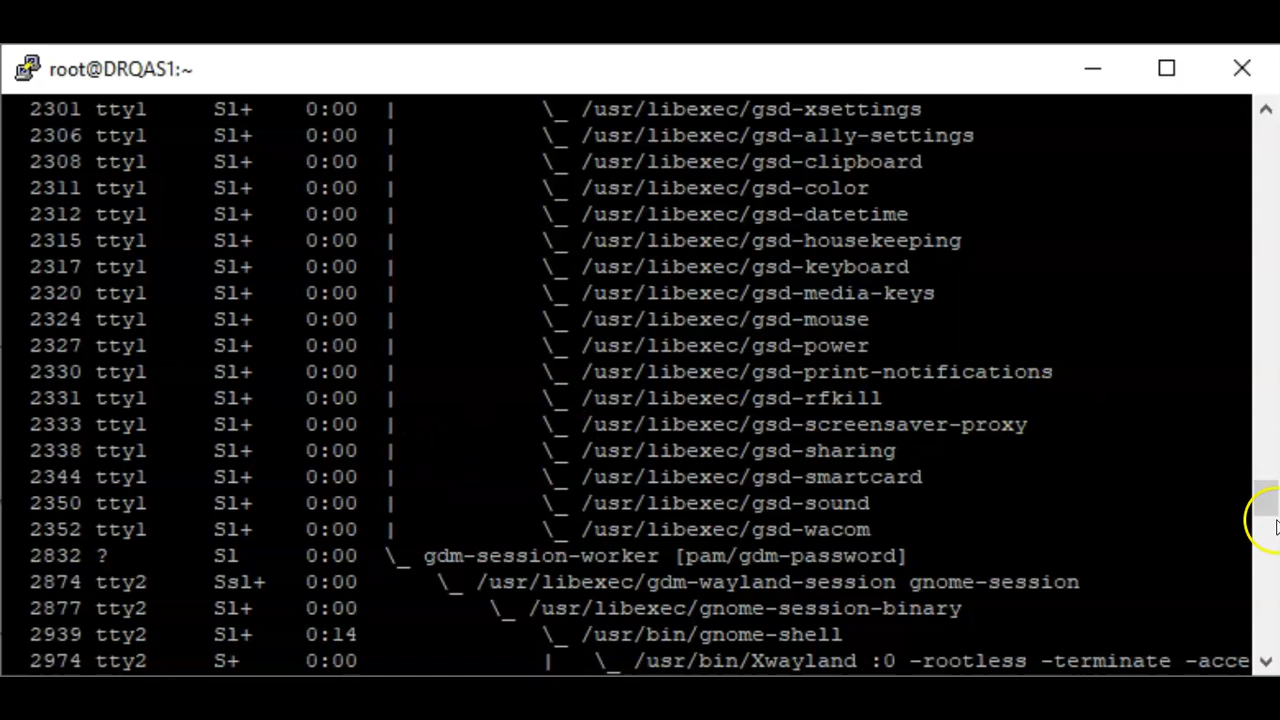 root@DRQAS1:~
2301 tty1 Sl+ 0:00 | \_ /usr/libexec/gsd-xsettings
2306 tty1 Sl+ 0:00 | \_ /usr/libexec/gsd-a11y-settings
2308 tty1 Sl+ 0:00 | \_ /usr/libexec/gsd-clipboard
2311 tty1 Sl+ 0:00 | \_ /usr/libexec/gsd-color
2312 tty1 Sl+ 0:00 | \_ /usr/libexec/gsd-datetime
2315 tty1 Sl+ 0:00 | \_ /usr/libexec/gsd-housekeeping
2317 tty1 Sl+ 0:00 | \_ /usr/libexec/gsd-keyboard
2320 tty1 Sl+ 0:00 | \_ /usr/libexec/gsd-media-keys
2324 tty1 Sl+ 0:00 | \_ /usr/libexec/gsd-mouse
2327 tty1 Sl+ 0:00 | \_ /usr/libexec/gsd-power
2330 tty1 Sl+ 0:00 | \_ /usr/libexec/gsd-print-notifications
2331 tty1 Sl+ 0:00 | \_ /usr/libexec/gsd-rfkill
2333 tty1 Sl+ 0:00 | \_ /usr/libexec/gsd-screensaver-proxy
2338 tty1 Sl+ 0:00 | \_ /usr/libexec/gsd-sharing
2344 tty1 Sl+ 0:00 | \_ /usr/libexec/gsd-smartcard
2350 tty1 Sl+ 0:00 | \_ /usr/libexec/gsd-sound
2352 tty1 Sl+ 0:00 | \_ /usr/libexec/gsd-wacom
2832 ? Sl 0:00 \_ gdm-session-worker [pam/gdm-password]
2874 tty2 Ssl+ 0:00 \_ /usr/libexec/gdm-wayland-session gnome-session
2877 tty2 Sl+ 0:00 \_ /usr/libexec/gnome-session-binary
2939 tty2 Sl+ 0:14 \_ /usr/bin/gnome-shell
2974 tty2 S+ 0:00 | \_ /usr/bin/Xwayland :0 -rootless -terminate -acce